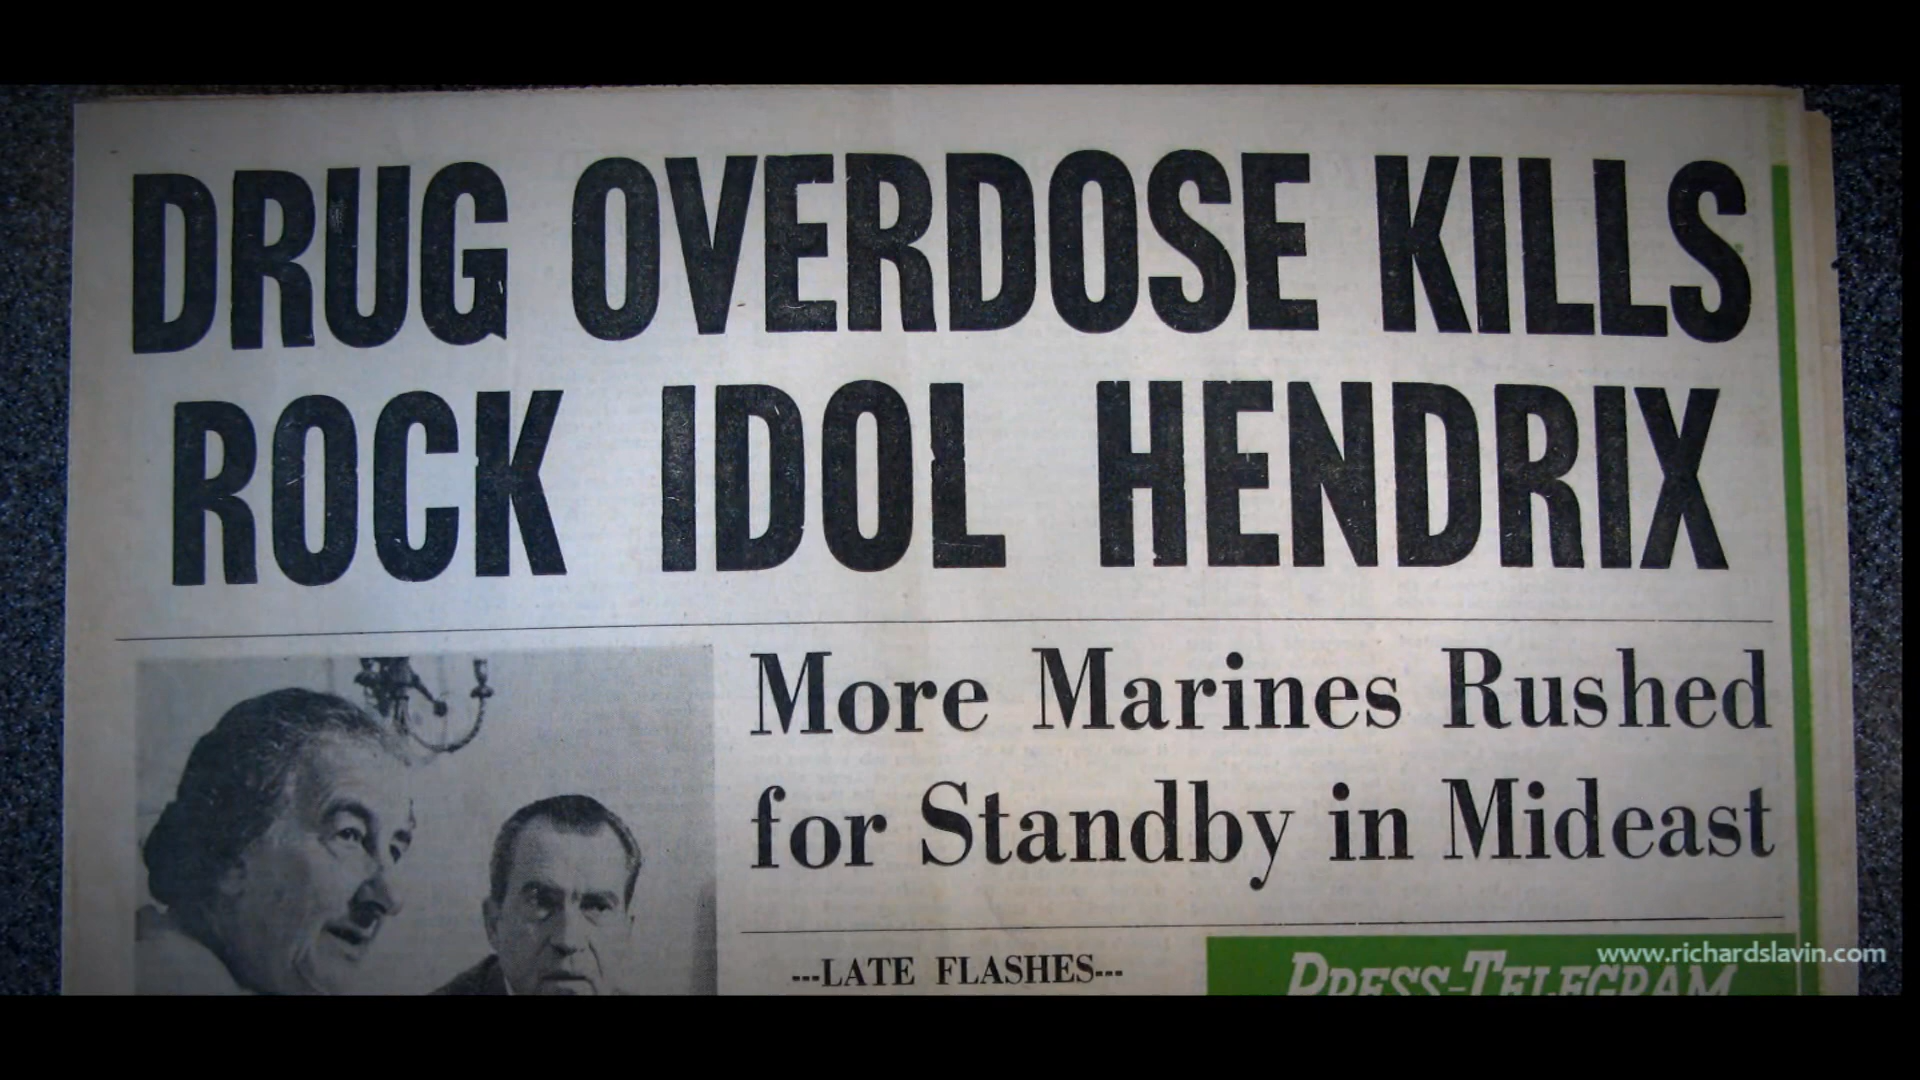 DRUG OVERDOSE KILLS
ROCK IDOL HENDRIX
More Marines Rushed
for Standby in Mideast
---LATE FLASHES---
PRESS-TELEGRAM
www.richardslavin.com